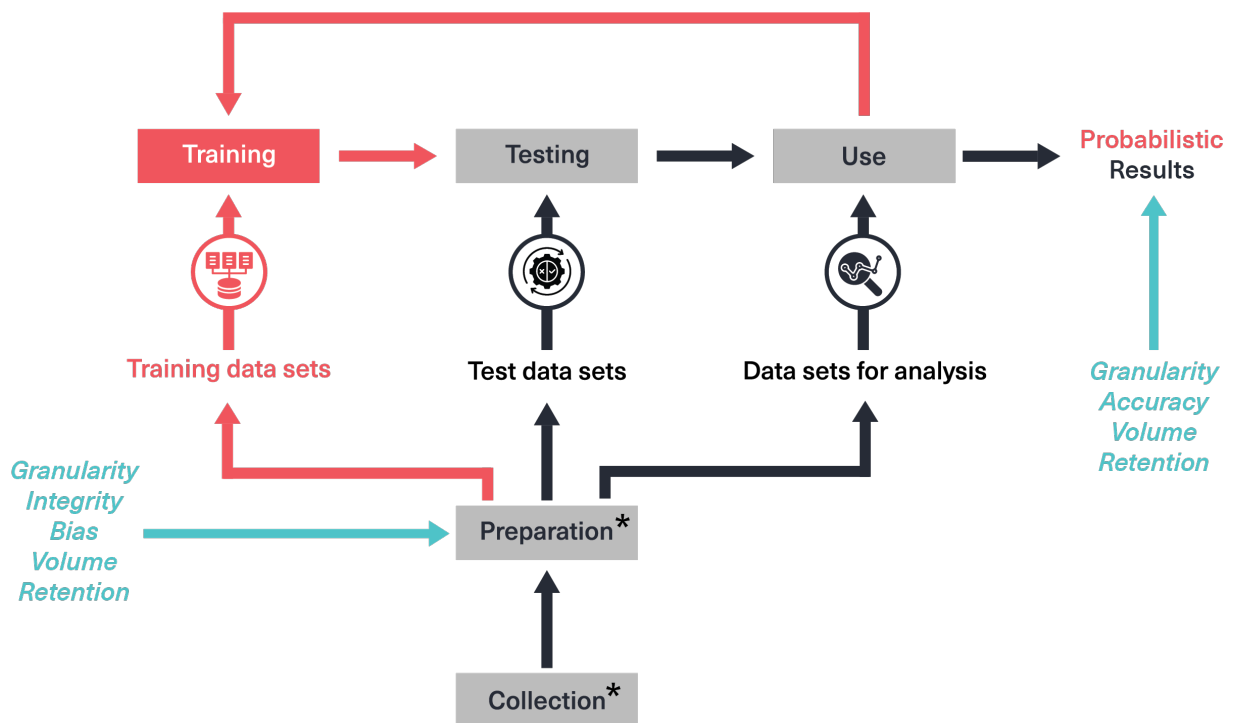 Training
Testing
Use
Probabilistic
Results
Training data sets
Test data sets
Data sets for analysis
Granularity
Accuracy
Volume
Retention
Granularity
Integrity
Bias
Volume
Retention
Preparation*
Collection*